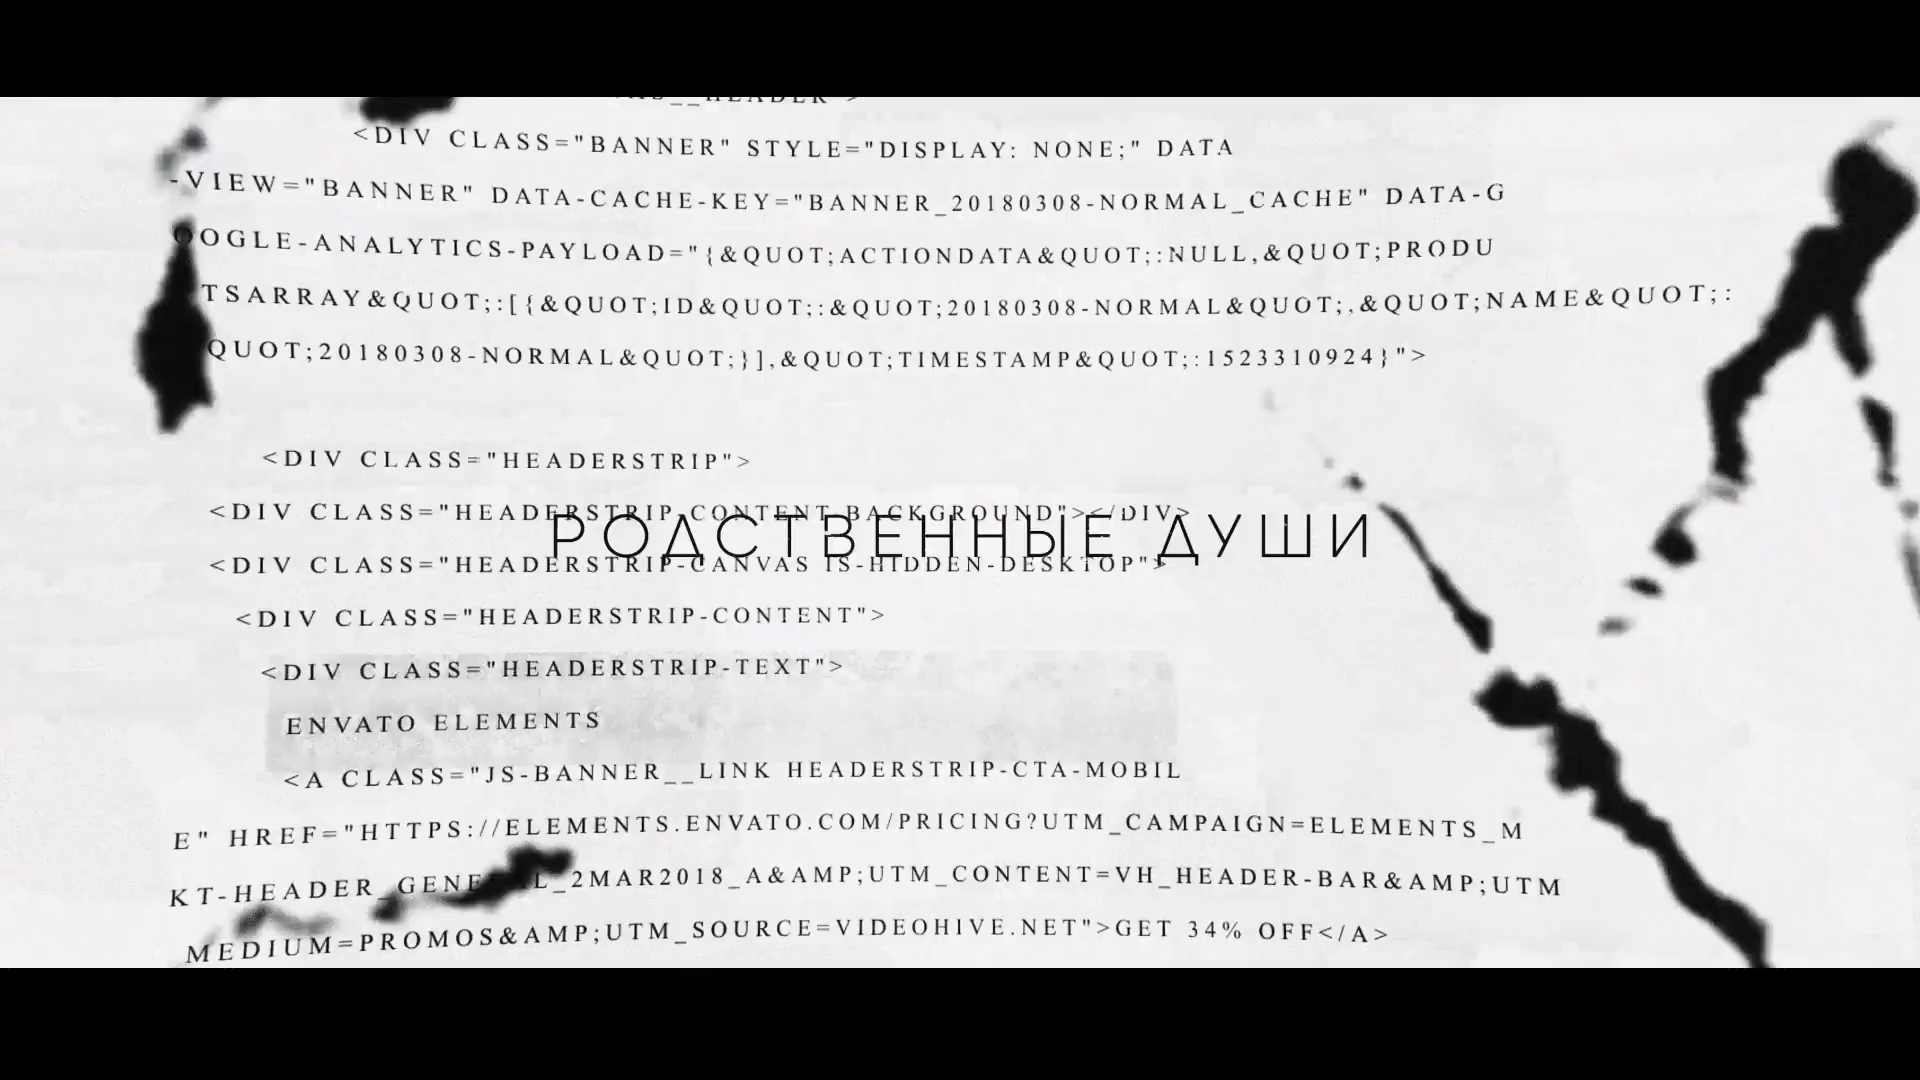 <DIV CLASS="BANNER" STYLE="DISPLAY: NONE;" DATA
-VIEW="BANNER" DATA-CACHE-KEY="BANNER_20180308-NORMAL_CACHE" DATA-G
OOGLE-ANALYTICS-PAYLOAD="{&QUOT;ACTIONDATA&QUOT;:NULL,&QUOT;PRODU
TSARRAY&QUOT;:[{&QUOT;ID&QUOT;:&QUOT;20180308-NORMAL&QUOT;,&QUOT;NAME&QUOT;:
QUOT;20180308-NORMAL&QUOT;}],&QUOT;TIMESTAMP&QUOT;:1523310924}">
<DIV CLASS="HEADERSTRIP">
<DIV CLASS="HEADERSTRIP-CONTENT-BACKGROUND"></DIV>
РОДСТВЕННЫЕ ДУШИ
<DIV CLASS="HEADERSTRIP-CANVAS IS-HIDDEN-DESKTOP">
<DIV CLASS="HEADERSTRIP-CONTENT">
<DIV CLASS="HEADERSTRIP-TEXT">
ENVATO ELEMENTS
<A CLASS="JS-BANNER__LINK HEADERSTRIP-CTA-MOBIL
E" HREF="HTTPS://ELEMENTS.ENVATO.COM/PRICING?UTM_CAMPAIGN=ELEMENTS_M
KT-HEADER_GENERAL_2MAR2018_A&AMP;UTM_CONTENT=VH_HEADER-BAR&AMP;UTM
MEDIUM=PROMOS&AMP;UTM_SOURCE=VIDEOHIVE.NET">GET 34% OFF</A>